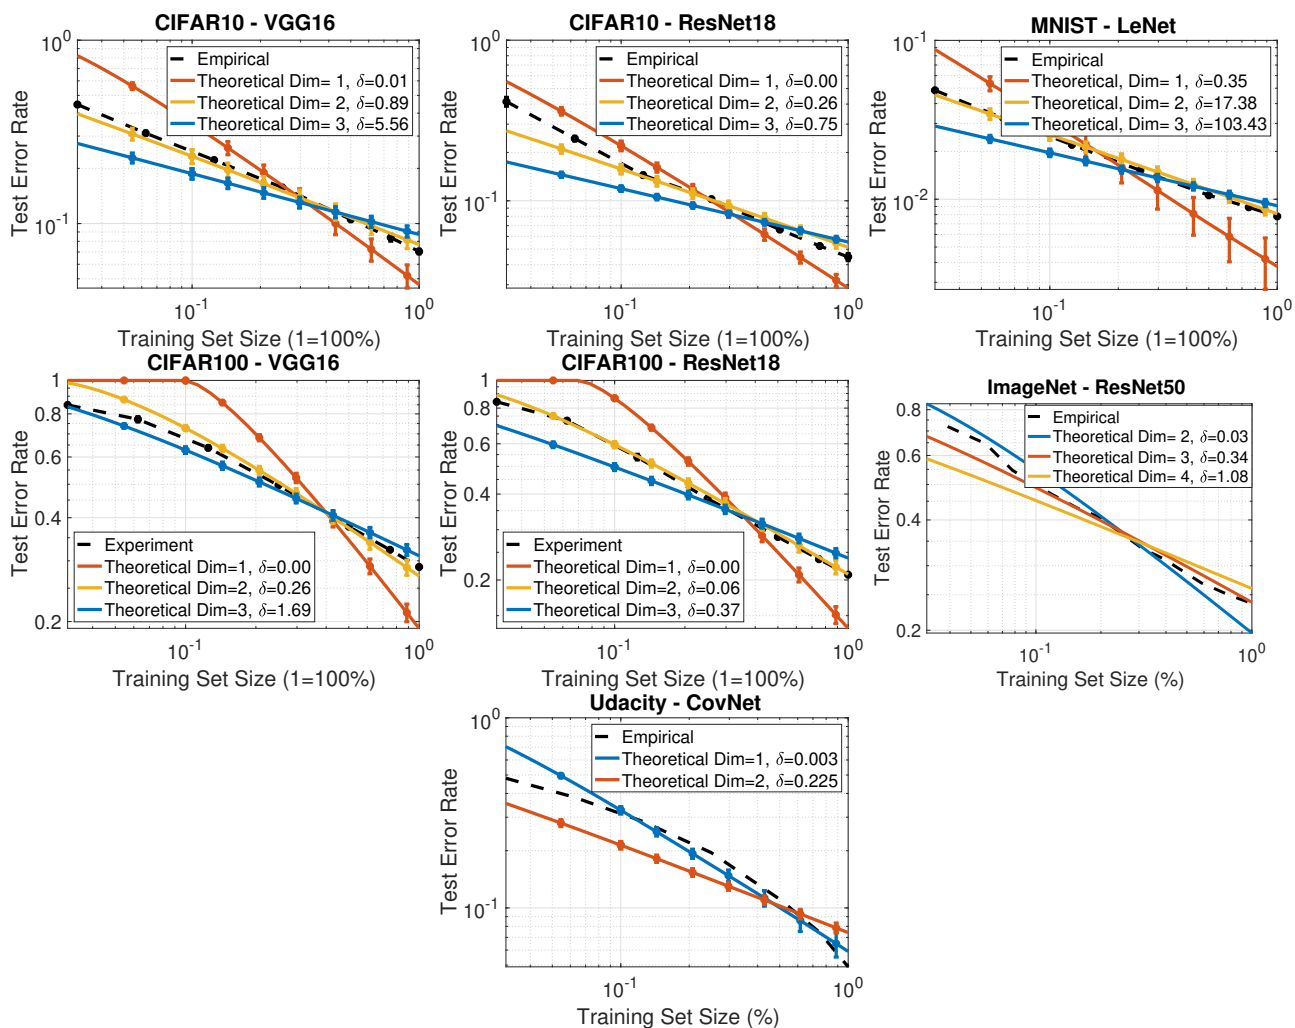 CIFAR10 - VGG16
10^0
10^-1
Test Error Rate
Empirical
Theoretical Dim= 1, δ=0.01
Theoretical Dim= 2, δ=0.89
Theoretical Dim= 3, δ=5.56
10^-1
10^0
Training Set Size (1=100%)
CIFAR10 - ResNet18
10^0
10^-1
Test Error Rate
Empirical
Theoretical Dim= 1, δ=0.00
Theoretical Dim= 2, δ=0.26
Theoretical Dim= 3, δ=0.75
10^-1
10^0
Training Set Size (1=100%)
MNIST - LeNet
10^-1
10^-2
Test Error Rate
Empirical
Theoretical, Dim= 1, δ=0.35
Theoretical, Dim= 2, δ=17.38
Theoretical, Dim= 3, δ=103.43
10^-1
10^0
Training Set Size (1=100%)
CIFAR100 - VGG16
1
0.8
0.6
0.4
0.2
Test Error Rate
Experiment
Theoretical Dim=1, δ=0.00
Theoretical Dim=2, δ=0.26
Theoretical Dim=3, δ=1.69
10^-1
10^0
Training Set Size (1=100%)
CIFAR100 - ResNet18
1
0.8
0.6
0.4
0.2
Test Error Rate
Experiment
Theoretical Dim=1, δ=0.00
Theoretical Dim=2, δ=0.06
Theoretical Dim=3, δ=0.37
10^-1
10^0
Training Set Size (1=100%)
ImageNet - ResNet50
0.8
0.6
0.4
0.2
Test Error Rate
Empirical
Theoretical Dim= 2, δ=0.03
Theoretical Dim= 3, δ=0.34
Theoretical Dim= 4, δ=1.08
10^-1
10^0
Training Set Size (%)
Udacity - CovNet
10^0
10^-1
Test Error Rate
Empirical
Theoretical Dim=1, δ=0.003
Theoretical Dim=2, δ=0.225
10^-1
10^0
Training Set Size (%)